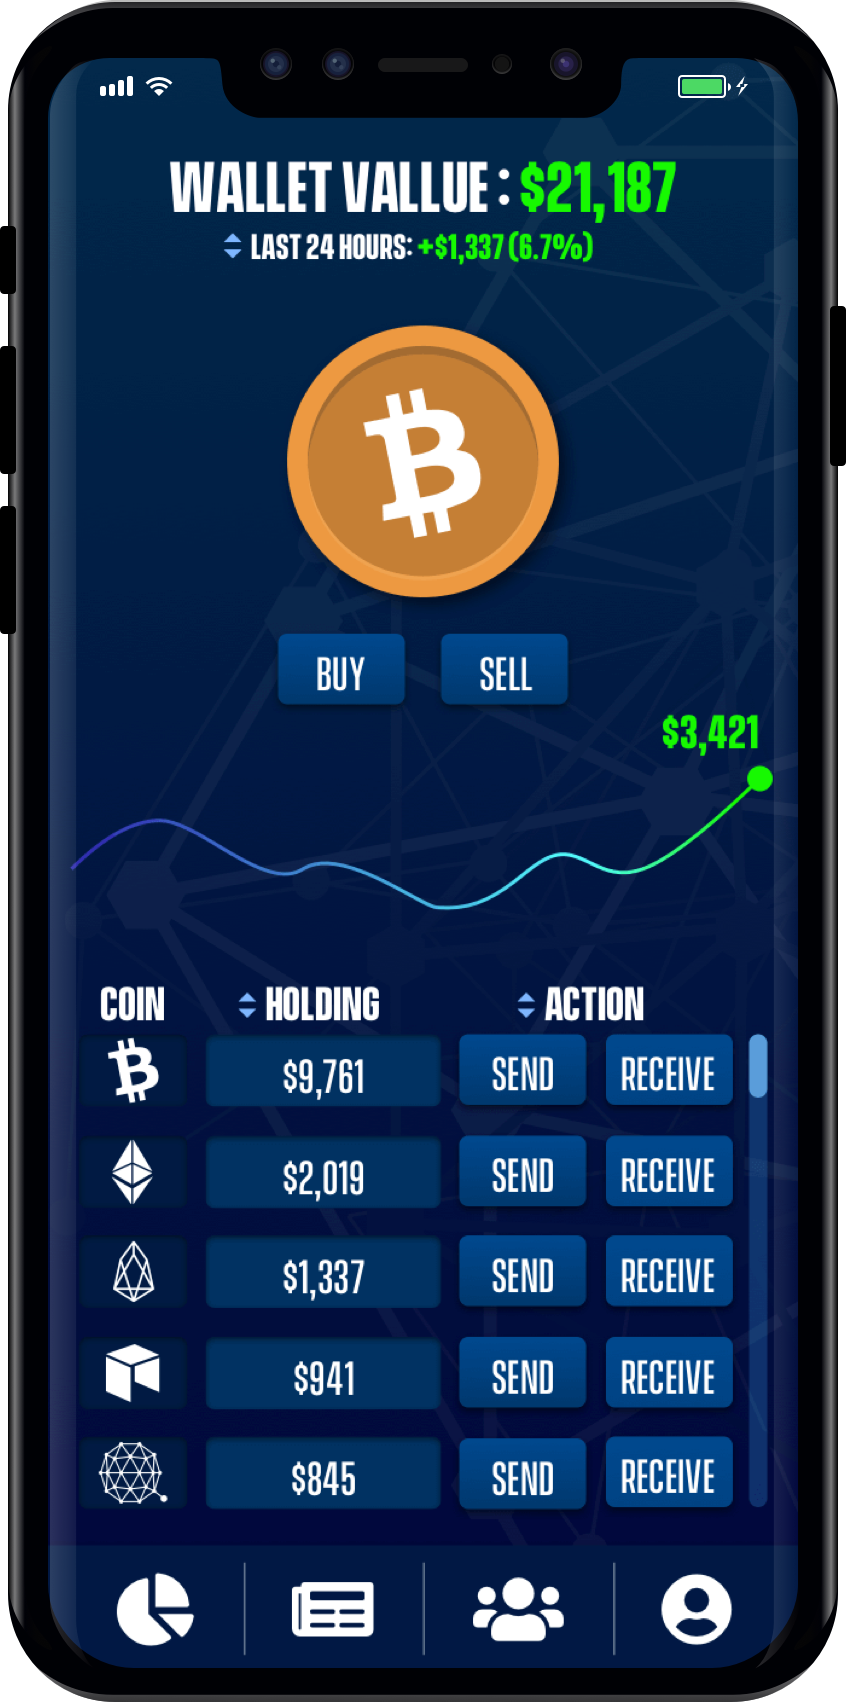 WALLET VALLUE : $21,187
LAST 24 HOURS: +$1,337 (6.7%)
BUY SELL
$3,421
COIN HOLDING ACTION
$9,761 SEND RECEIVE
$2,019 SEND RECEIVE
$1,337 SEND RECEIVE
$941 SEND RECEIVE
$845 SEND RECEIVE